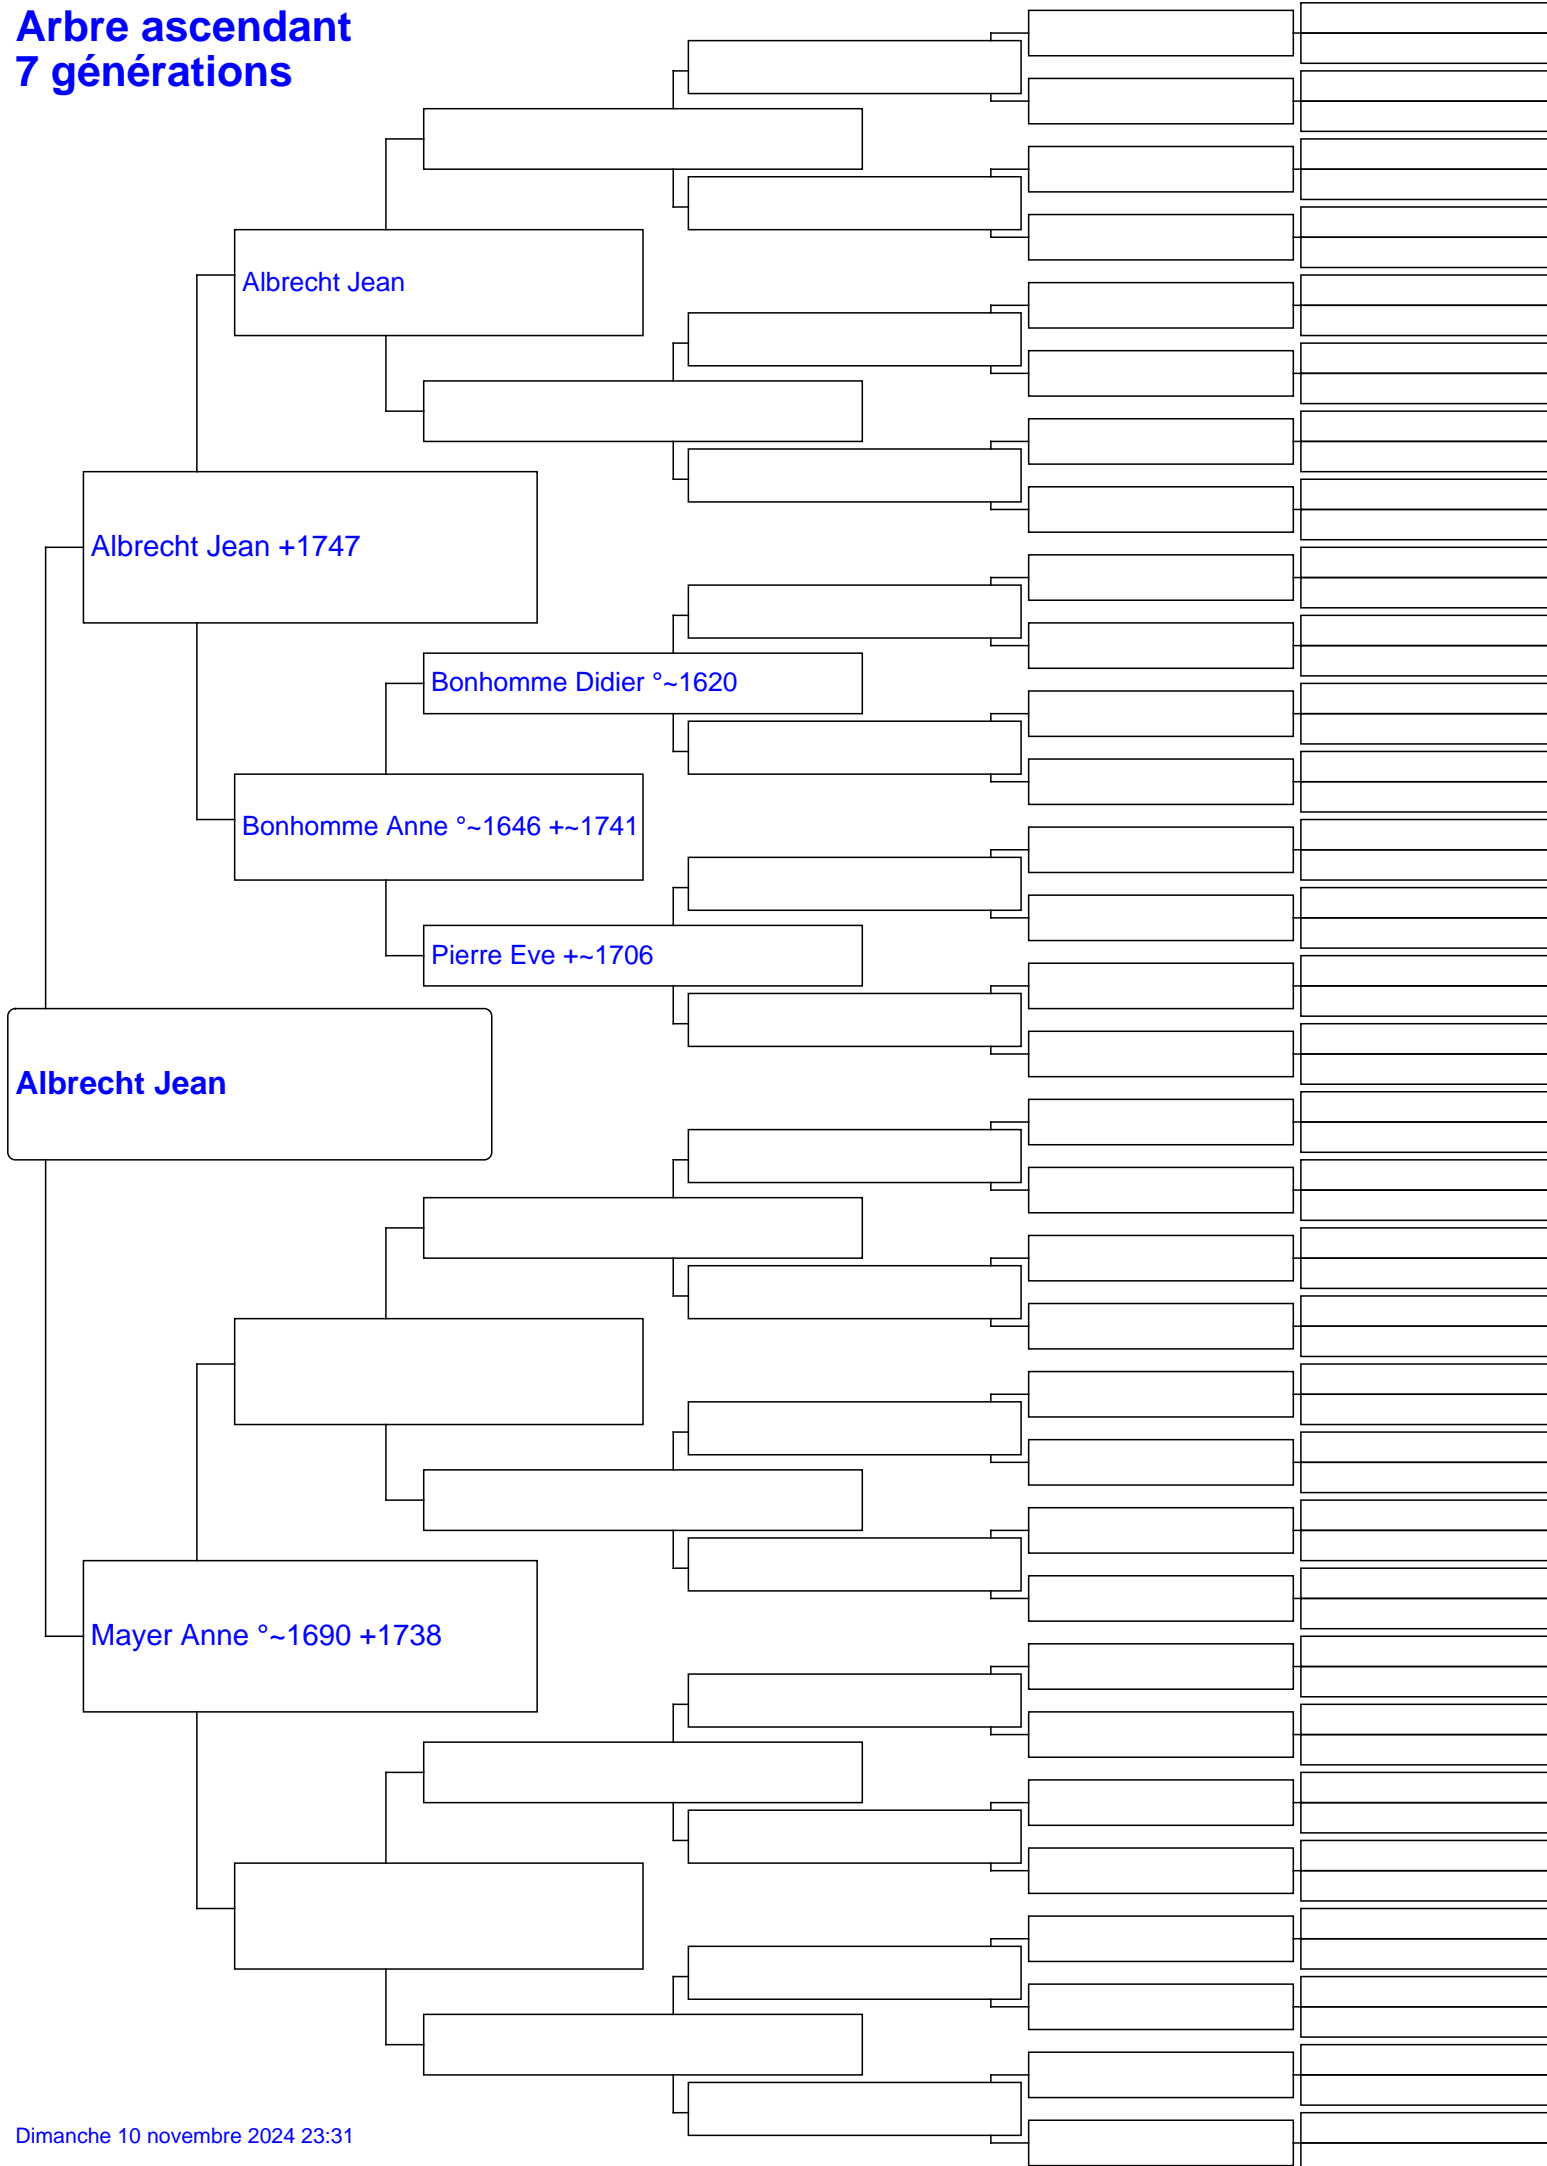 Arbre ascendant
7 générations
Albrecht Jean
Albrecht Jean +1747
Bonhomme Didier °~1620
Bonhomme Anne °~1646 +~1741
Pierre Eve +~1706
Albrecht Jean
Mayer Anne °~1690 +1738
Dimanche 10 novembre 2024 23:31